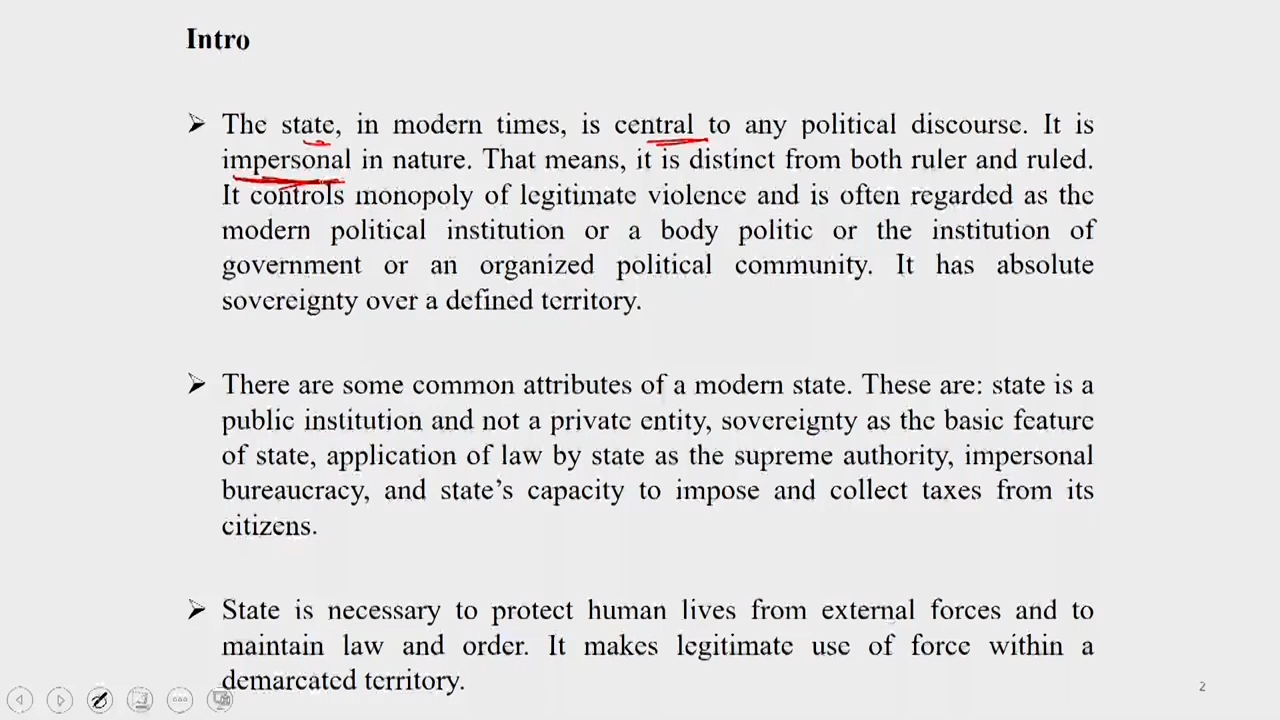 Intro
➢ The state, in modern times, is central to any political discourse. It is
impersonal in nature. That means, it is distinct from both ruler and ruled.
It controls monopoly of legitimate violence and is often regarded as the
modern political institution or a body politic or the institution of
government or an organized political community. It has absolute
sovereignty over a defined territory.
➢ There are some common attributes of a modern state. These are: state is a
public institution and not a private entity, sovereignty as the basic feature
of state, application of law by state as the supreme authority, impersonal
bureaucracy, and state’s capacity to impose and collect taxes from its
citizens.
➢ State is necessary to protect human lives from external forces and to
maintain law and order. It makes legitimate use of force within a
demarcated territory.
2